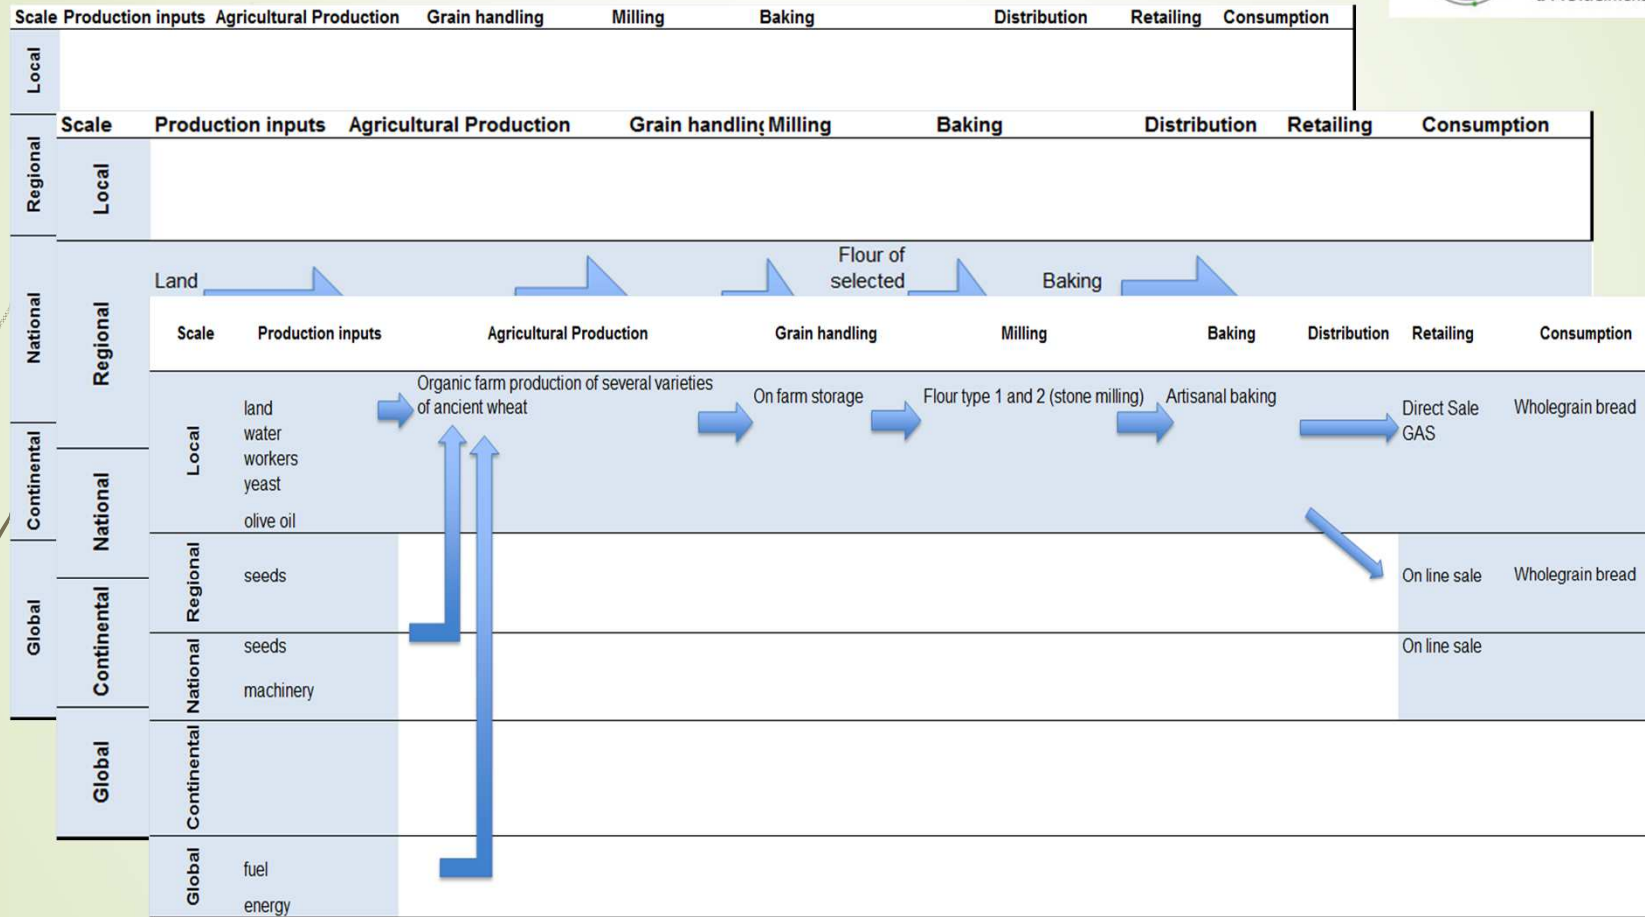 Scale Production inputs Agricultural Production Grain handling Milling Baking Distribution Retailing Consumption
Local
Regional
National
Continental
Global
Scale Production inputs Agricultural Production Grain handling Milling Baking Distribution Retailing Consumption
Local
Regional
National
Continental
Global
Land
Flour of
selected
Baking
Scale Production inputs Agricultural Production Grain handling Milling Baking Distribution Retailing Consumption
Local
land
water
workers
yeast
olive oil
Organic farm production of several varieties
of ancient wheat
On farm storage
Flour type 1 and 2 (stone milling)
Artisanal baking
Direct Sale
GAS
Wholegrain bread
Regional
seeds
On line sale
Wholegrain bread
National
seeds
machinery
On line sale
Continental
Global
fuel
energy